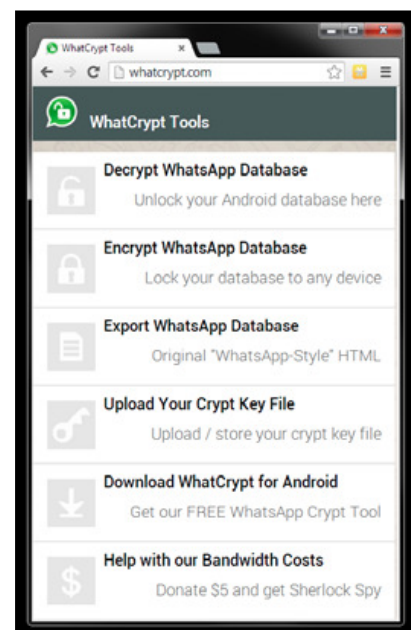 WhatCrypt Tools
whatcrypt.com
WhatCrypt Tools
Decrypt WhatsApp Database
Unlock your Android database here
Encrypt WhatsApp Database
Lock your database to any device
Export WhatsApp Database
Original "WhatsApp-Style" HTML
Upload Your Crypt Key File
Upload / store your crypt key file
Download WhatCrypt for Android
Get our FREE WhatsApp Crypt Tool
Help with our Bandwidth Costs
Donate $5 and get Sherlock Spy